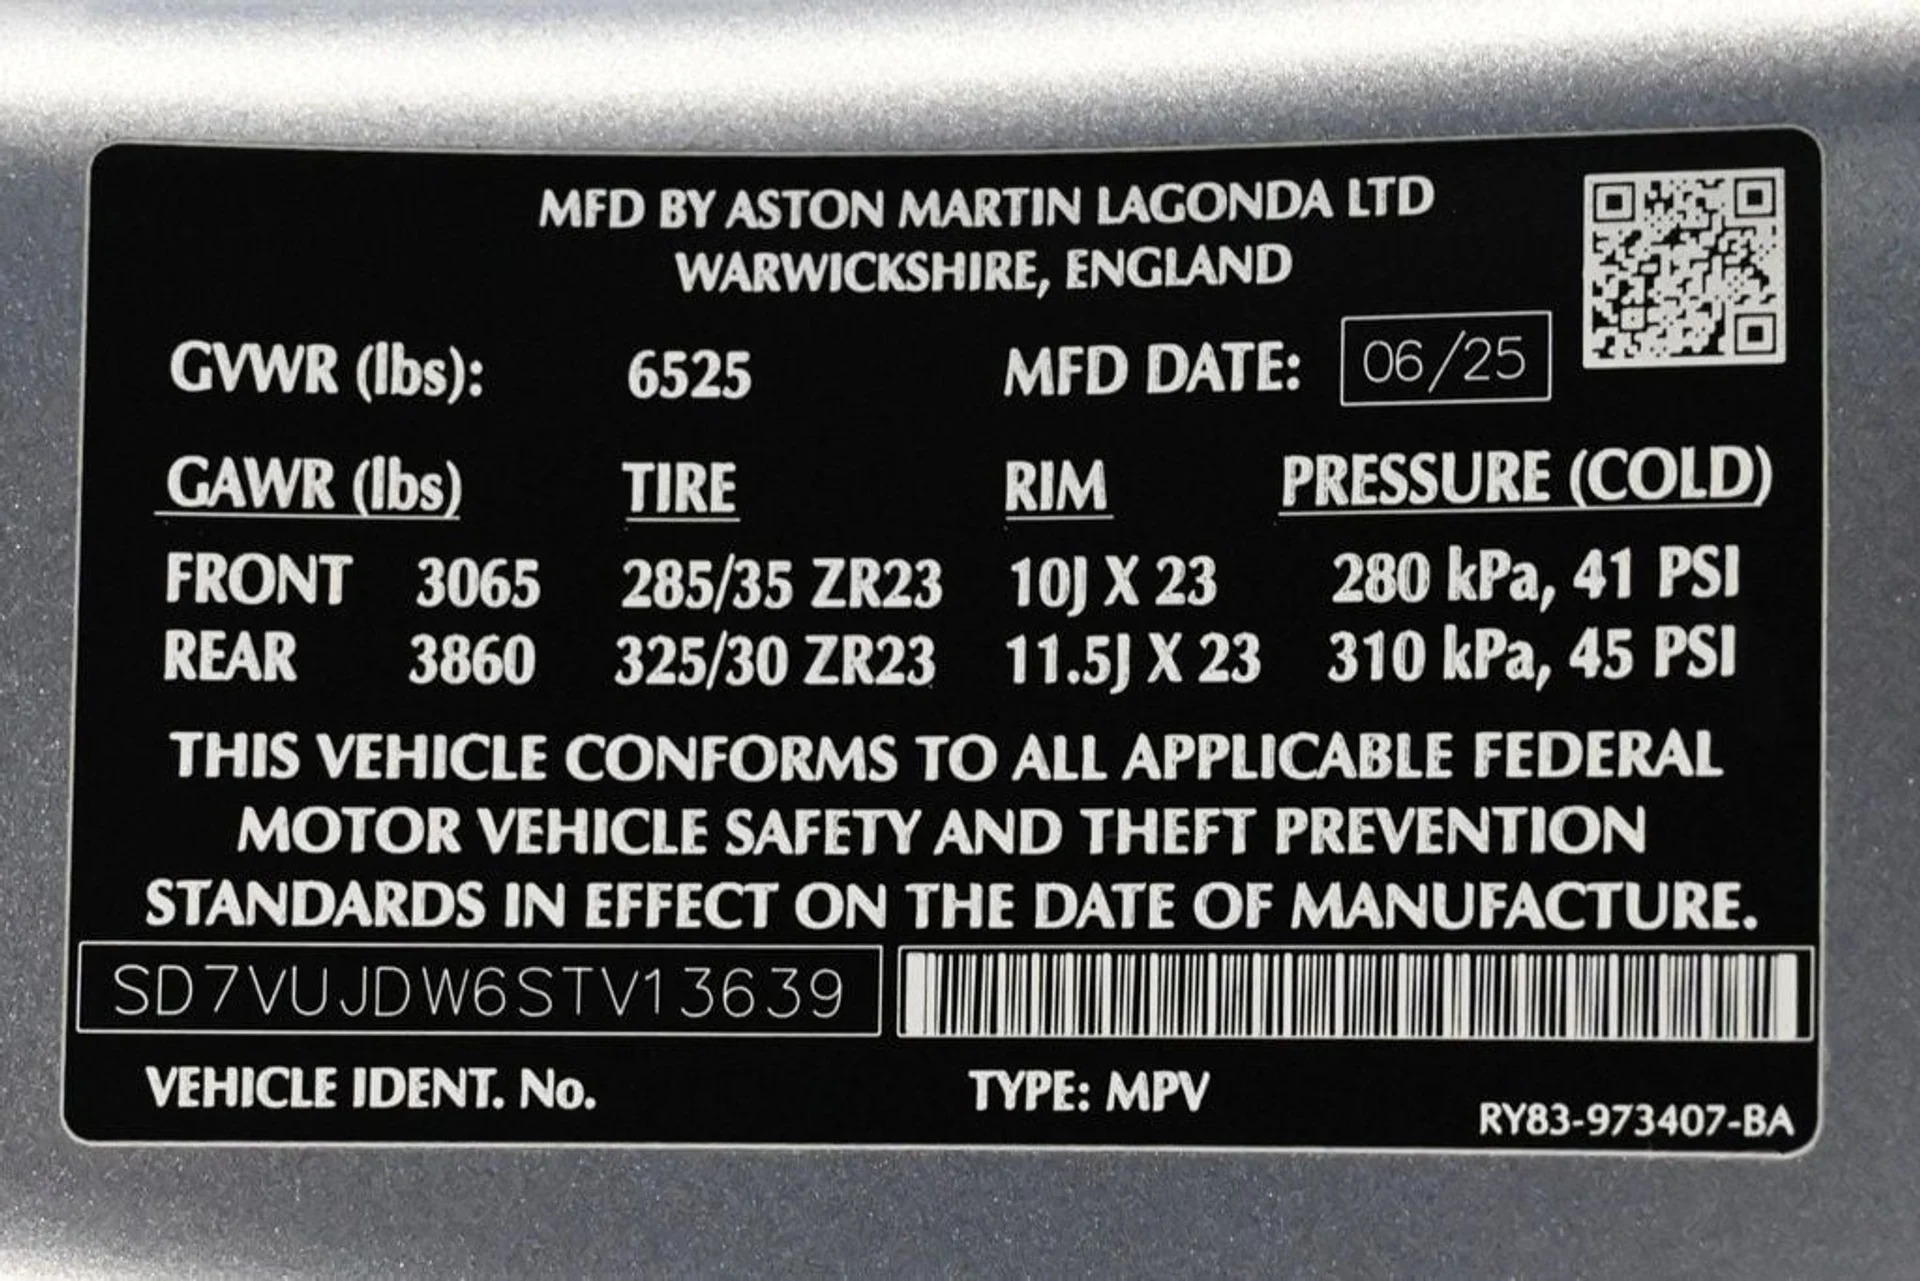 MFD BY ASTON MARTIN LAGONDA LTD
WARWICKSHIRE, ENGLAND
GVWR (lbs): 6525 MFD DATE: 06/25
GAWR (lbs) TIRE RIM PRESSURE (COLD)
FRONT 3065 285/35 ZR23 10J X 23 280 kPa, 41 PSI
REAR 3860 325/30 ZR23 11.5J X 23 310 kPa, 45 PSI
THIS VEHICLE CONFORMS TO ALL APPLICABLE FEDERAL
MOTOR VEHICLE SAFETY AND THEFT PREVENTION
STANDARDS IN EFFECT ON THE DATE OF MANUFACTURE.
SD7VUJDW6STV13639
VEHICLE IDENT. No. TYPE: MPV
RY83-973407-BA